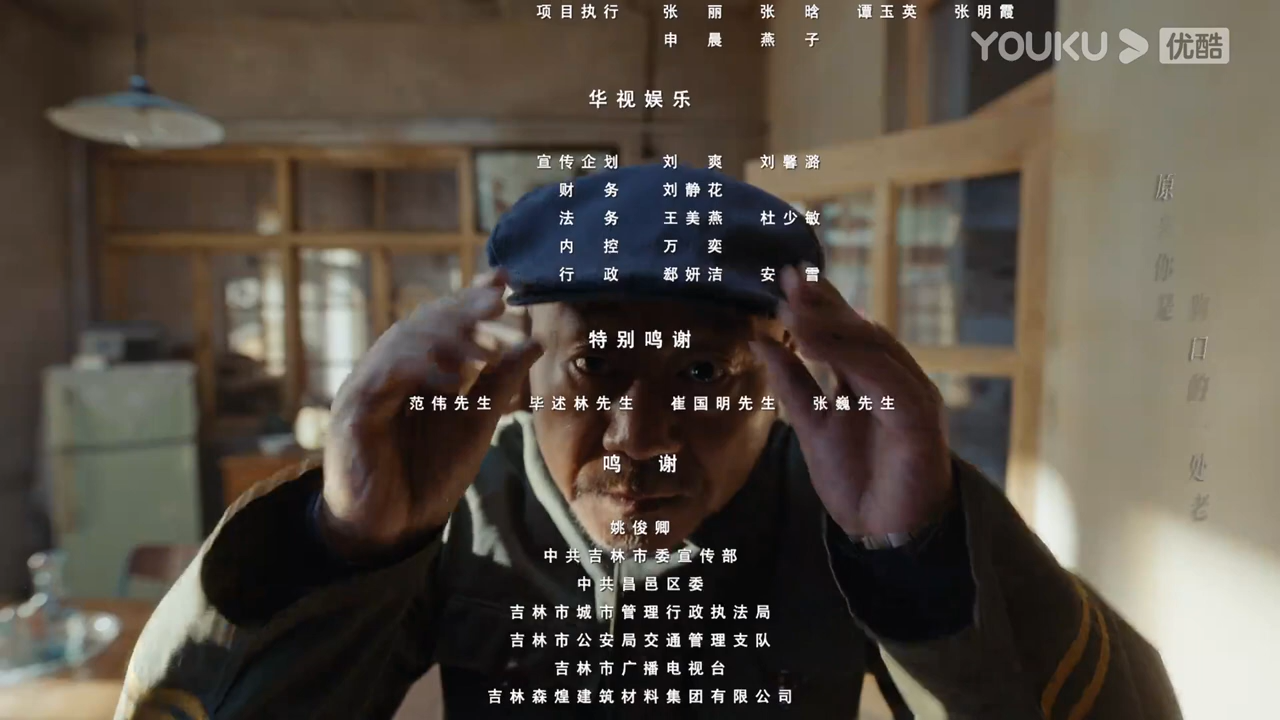 项目执行 张丽 张晗 谭玉英 张明霞
申晨 燕子
YOUKU 优酷
华视娱乐
宣传企划 刘爽 刘馨潞
财务 刘静花
法务 王美燕 杜少敏
内控 万奕
行政 郄妍洁 安雪
特别鸣谢
范伟先生 毕述林先生 崔国明先生 张巍先生
鸣谢
姚俊卿
中共吉林市委宣传部
中共昌邑区委
吉林市城市管理行政执法局
吉林市公安局交通管理支队
吉林市广播电视台
吉林森煌建筑材料集团有限公司
原 你是
口的一处老